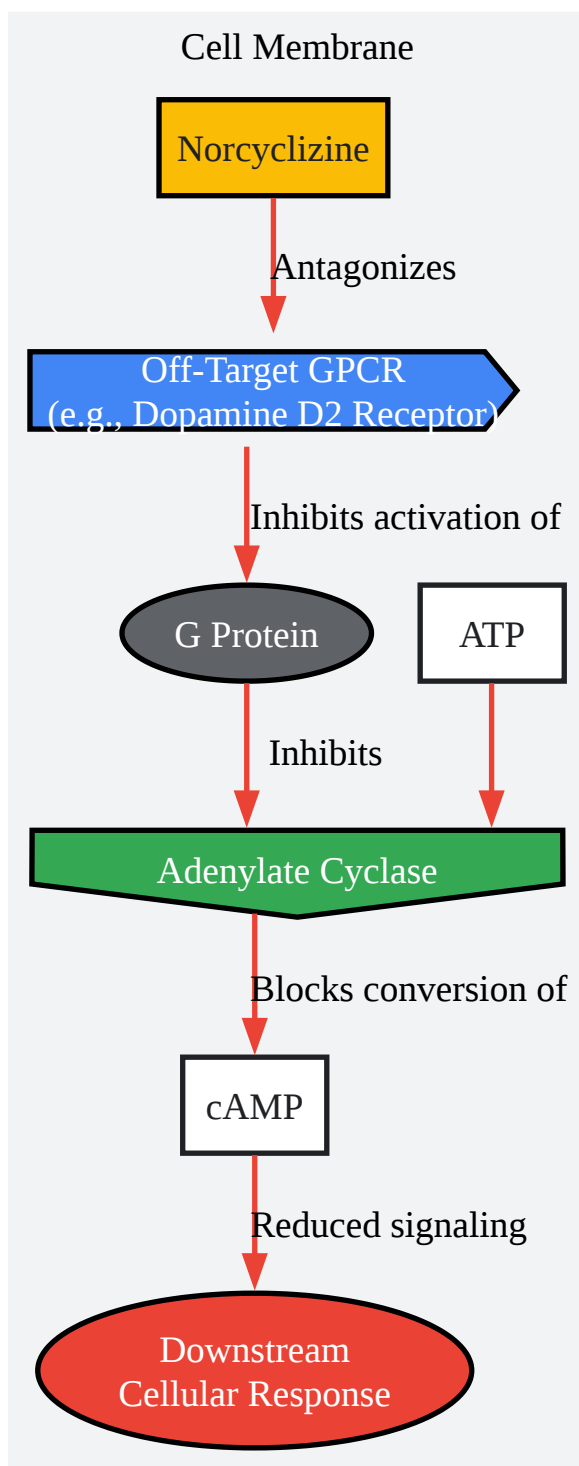 Cell Membrane
Norcyclizine
Antagonizes
Off-Target GPCR
(e.g., Dopamine D2 Receptor)
Inhibits activation of
G Protein
ATP
Inhibits
Adenylate Cyclase
Blocks conversion of
cAMP
Reduced signaling
Downstream
Cellular Response